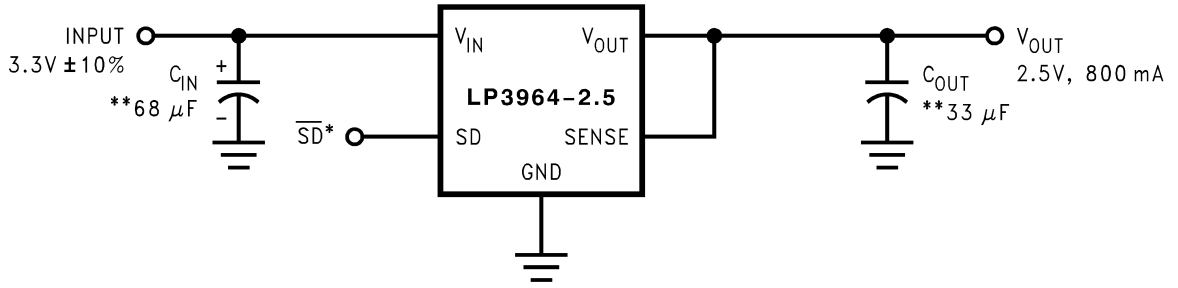 INPUT
3.3V ±10%
C_IN
+
**68 μF
−
V_IN
V_OUT
LP3964-2.5
S̅D̅*
SD
SENSE
GND
V_OUT
2.5V, 800 mA
C_OUT
**33 μF